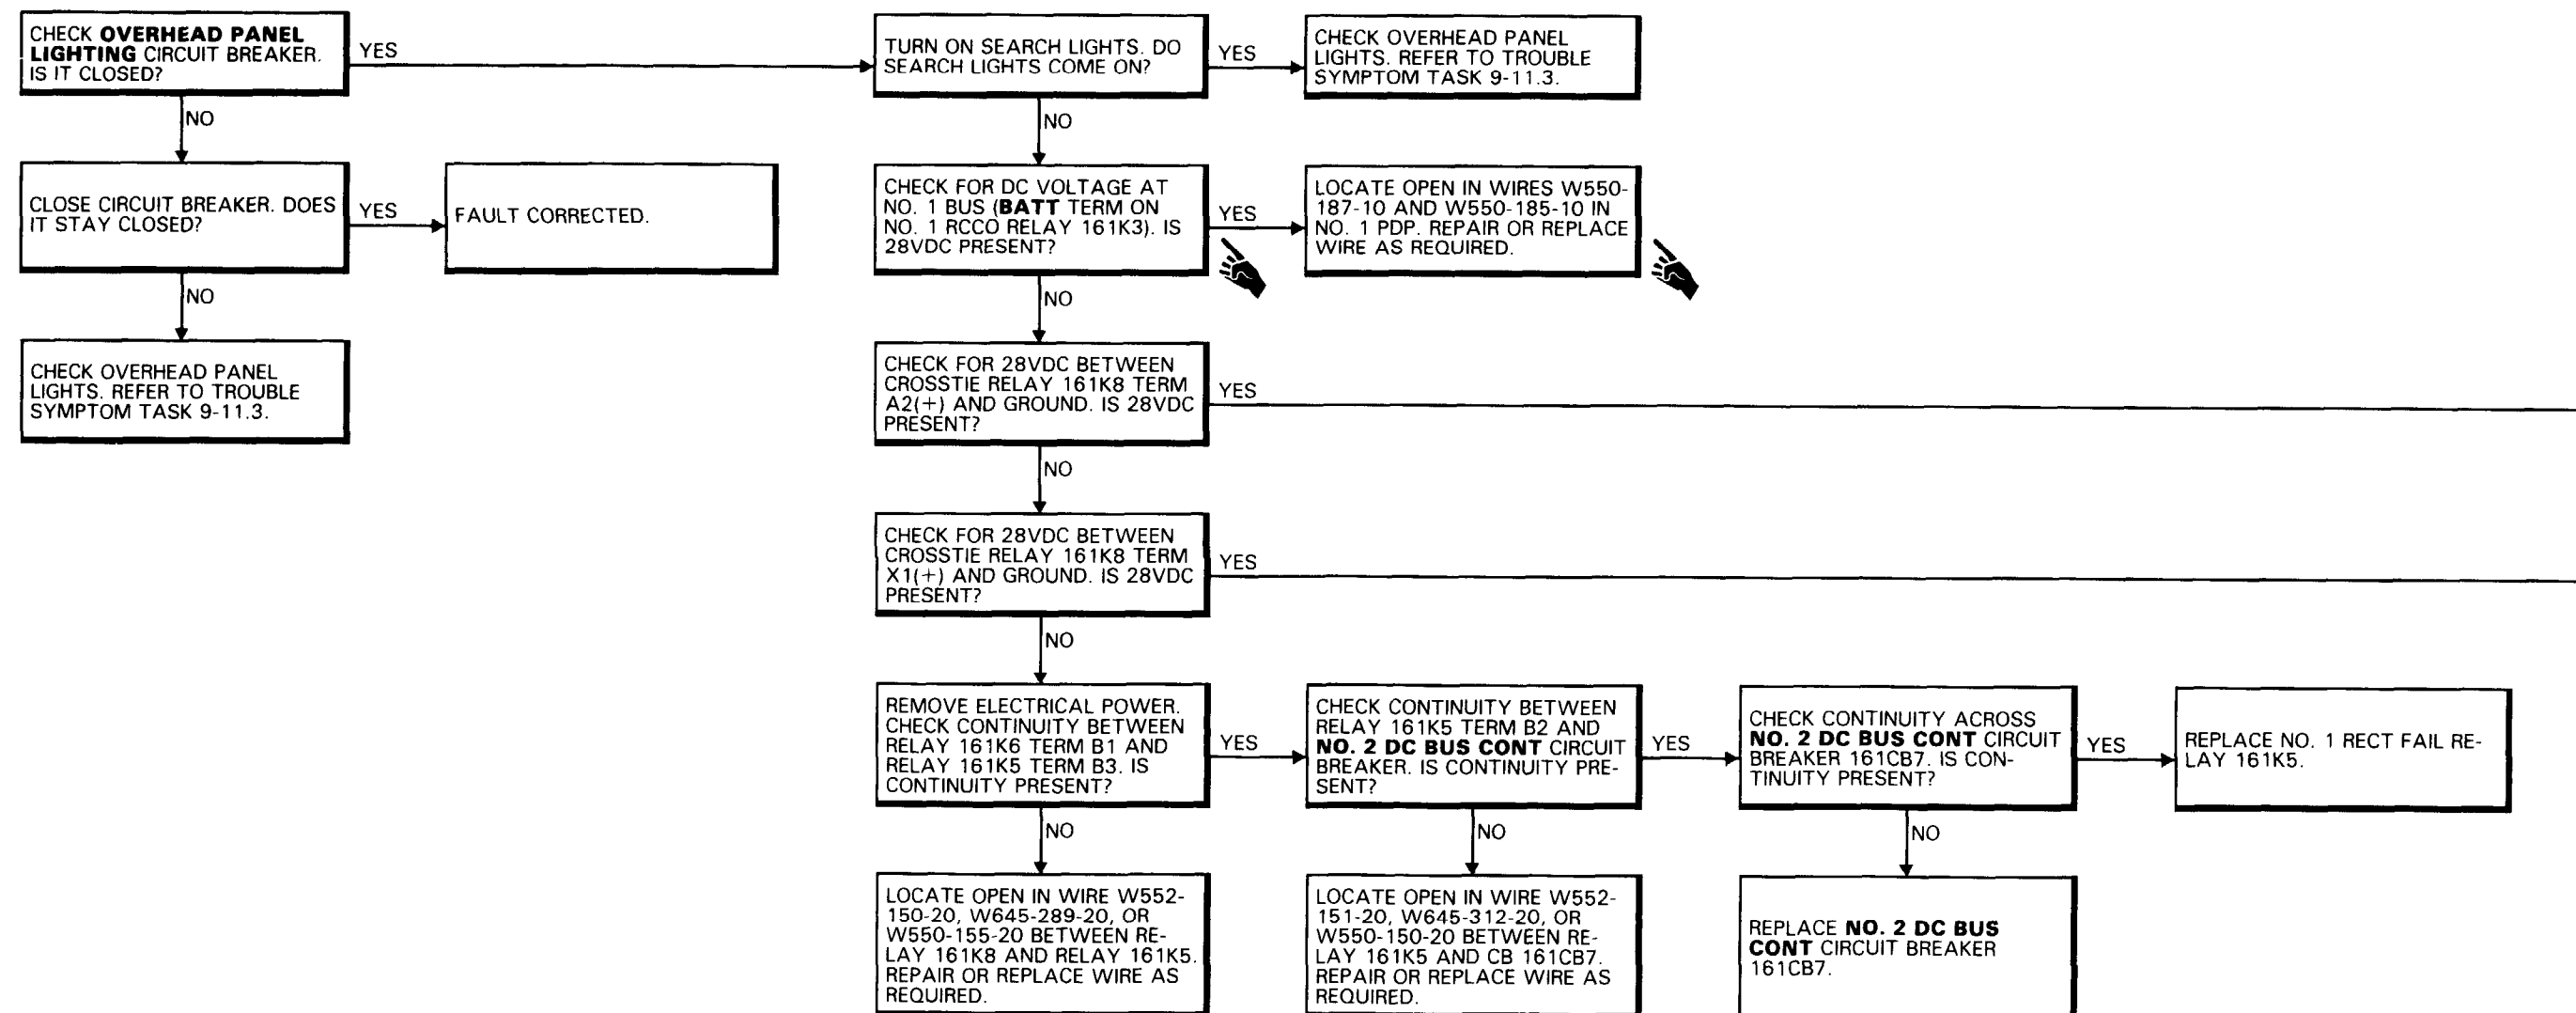 CHECK OVERHEAD PANEL
LIGHTING CIRCUIT BREAKER.
IS IT CLOSED?
YES
TURN ON SEARCH LIGHTS. DO
SEARCH LIGHTS COME ON?
YES
CHECK OVERHEAD PANEL
LIGHTS. REFER TO TROUBLE
SYMPTOM TASK 9-11.3.
NO
NO
CLOSE CIRCUIT BREAKER. DOES
IT STAY CLOSED?
YES
FAULT CORRECTED.
CHECK FOR DC VOLTAGE AT
NO. 1 BUS (BATT TERM ON
NO. 1 RCCO RELAY 161K3). IS
28VDC PRESENT?
YES
LOCATE OPEN IN WIRES W550-
187-10 AND W550-185-10 IN
NO. 1 PDP. REPAIR OR REPLACE
WIRE AS REQUIRED.
NO
NO
CHECK OVERHEAD PANEL
LIGHTS. REFER TO TROUBLE
SYMPTOM TASK 9-11.3.
CHECK FOR 28VDC BETWEEN
CROSSTIE RELAY 161K8 TERM
A2(+) AND GROUND. IS 28VDC
PRESENT?
YES
NO
CHECK FOR 28VDC BETWEEN
CROSSTIE RELAY 161K8 TERM
X1(+) AND GROUND. IS 28VDC
PRESENT?
YES
NO
REMOVE ELECTRICAL POWER.
CHECK CONTINUITY BETWEEN
RELAY 161K6 TERM B1 AND
RELAY 161K5 TERM B3. IS
CONTINUITY PRESENT?
YES
CHECK CONTINUITY BETWEEN
RELAY 161K5 TERM B2 AND
NO. 2 DC BUS CONT CIRCUIT
BREAKER. IS CONTINUITY PRE-
SENT?
YES
CHECK CONTINUITY ACROSS
NO. 2 DC BUS CONT CIRCUIT
BREAKER 161CB7. IS CON-
TINUITY PRESENT?
YES
REPLACE NO. 1 RECT FAIL RE-
LAY 161K5.
NO
NO
NO
LOCATE OPEN IN WIRE W552-
150-20, W645-289-20, OR
W550-155-20 BETWEEN RE-
LAY 161K8 AND RELAY 161K5.
REPAIR OR REPLACE WIRE AS
REQUIRED.
LOCATE OPEN IN WIRE W552-
151-20, W645-312-20, OR
W550-150-20 BETWEEN RE-
LAY 161K5 AND CB 161CB7.
REPAIR OR REPLACE WIRE AS
REQUIRED.
REPLACE NO. 2 DC BUS
CONT CIRCUIT BREAKER
161CB7.